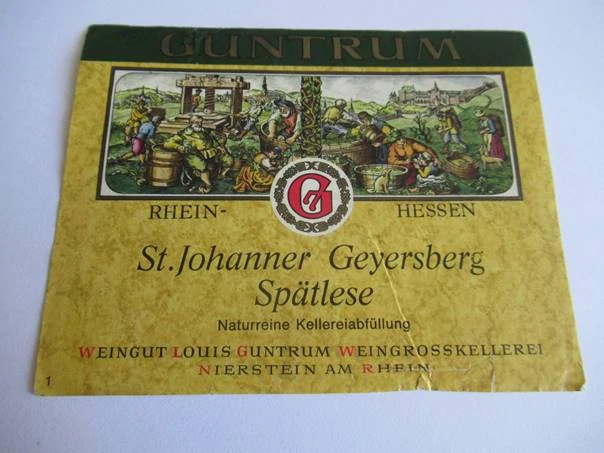 GUNTRUM
RHEIN- HESSEN
G
St. Johanner Geyersberg
Spätlese
Naturreine Kellereiabfüllung
WEINGUT LOUIS GUNTRUM WEINGROSSKELLEREI
NIERSTEIN AM RHEIN
1